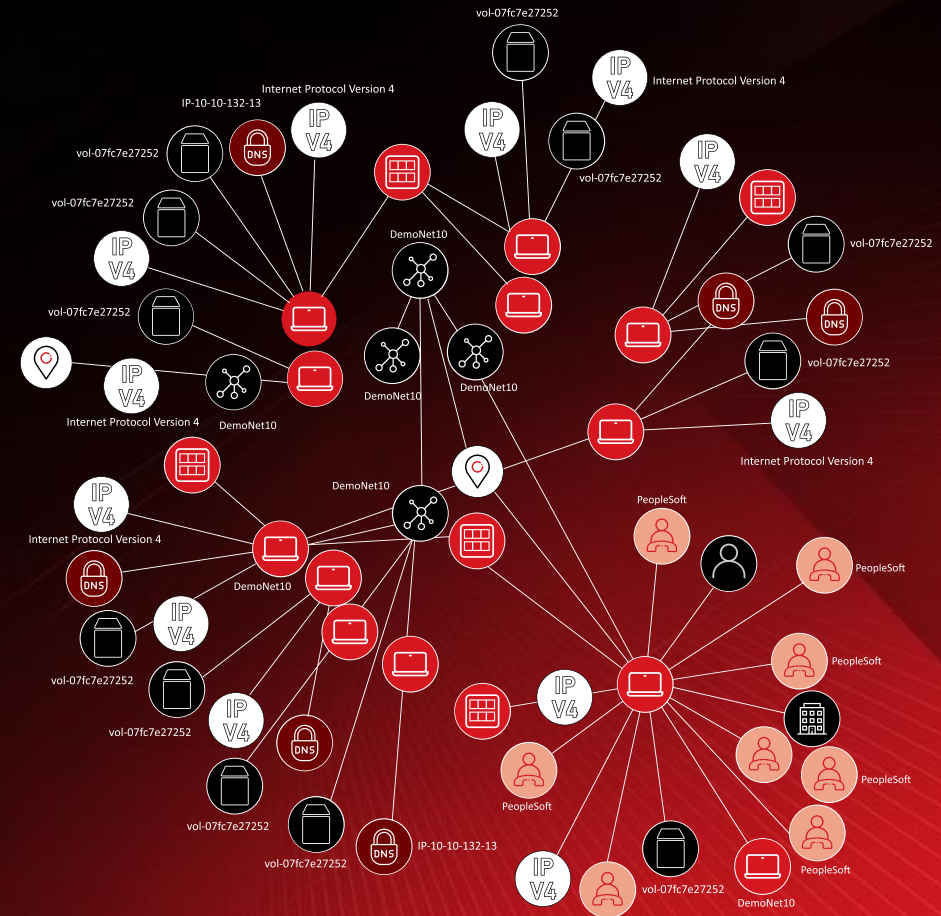 vol-07fc7e27252
IP
V4
Internet Protocol Version 4
Internet Protocol Version 4
IP-10-10-132-13
IP
V4
IP
V4
DNS
vol-07fc7e27252
vol-07fc7e27252
IP
V4
vol-07fc7e27252
DemoNet10
vol-07fc7e27252
IP
V4
DNS
vol-07fc7e27252
DNS
vol-07fc7e27252
IP
V4
DemoNet10
DemoNet10
Internet Protocol Version 4
DemoNet10
IP
V4
Internet Protocol Version 4
DemoNet10
IP
V4
PeopleSoft
Internet Protocol Version 4
DNS
DemoNet10
PeopleSoft
IP
V4
vol-07fc7e27252
PeopleSoft
IP
V4
vol-07fc7e27252
IP
V4
DNS
PeopleSoft
PeopleSoft
vol-07fc7e27252
IP-10-10-132-13
DNS
vol-07fc7e27252
IP
V4
PeopleSoft
vol-07fc7e27252
DemoNet10